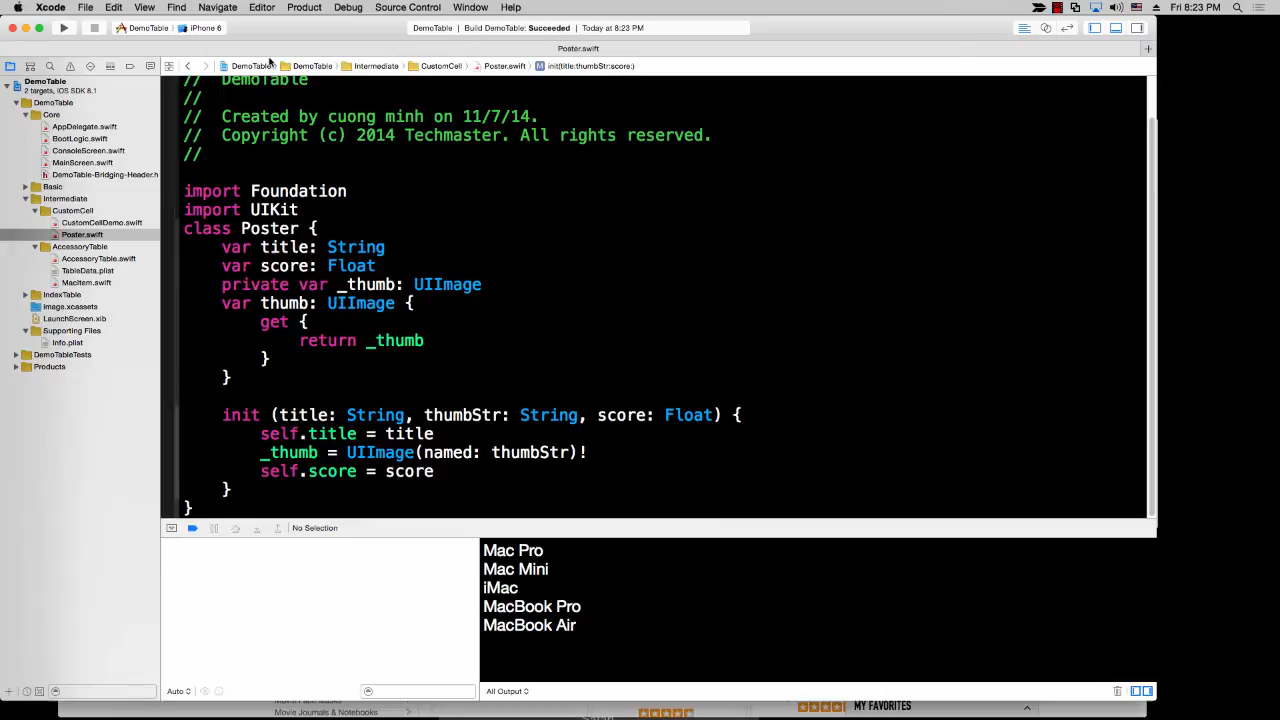 Xcode File Edit View Find Navigate Editor Product Debug Source Control Window Help Fri 8:23 PM
DemoTable iPhone 6 DemoTable | Build DemoTable: Succeeded | Today at 8:23 PM
Poster.swift
DemoTable DemoTable Intermediate CustomCell Poster.swift M init(title:thumbStr:score:)
DemoTable
2 targets, iOS SDK 8.1
DemoTable
Core
AppDelegate.swift
BootLogic.swift
ConsoleScreen.swift
MainScreen.swift
DemoTable-Bridging-Header.h
Basic
Intermediate
CustomCell
CustomCellDemo.swift
Poster.swift
AccessoryTable
AccessoryTable.swift
TableData.plist
MacItem.swift
IndexTable
Image.xcassets
LaunchScreen.xib
Supporting Files
Info.plist
DemoTableTests
Products
// DemoTable
//
// Created by cuong minh on 11/7/14.
// Copyright (c) 2014 Techmaster. All rights reserved.
//
import Foundation
import UIKit
class Poster {
var title: String
var score: Float
private var _thumb: UIImage
var thumb: UIImage {
get {
return _thumb
}
}
init (title: String, thumbStr: String, score: Float) {
self.title = title
_thumb = UIImage(named: thumbStr)!
self.score = score
}
}
No Selection
Mac Pro
Mac Mini
iMac
MacBook Pro
MacBook Air
Auto
All Output
Movie Journals & Notebooks
MY FAVORITES